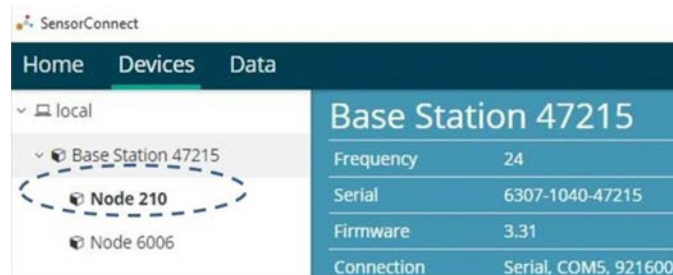 SensorConnect
Home Devices Data
local
Base Station 47215
Node 210
Node 6006
Base Station 47215
Frequency 24
Serial 6307-1040-47215
Firmware 3.31
Connection Serial, COM5, 921600